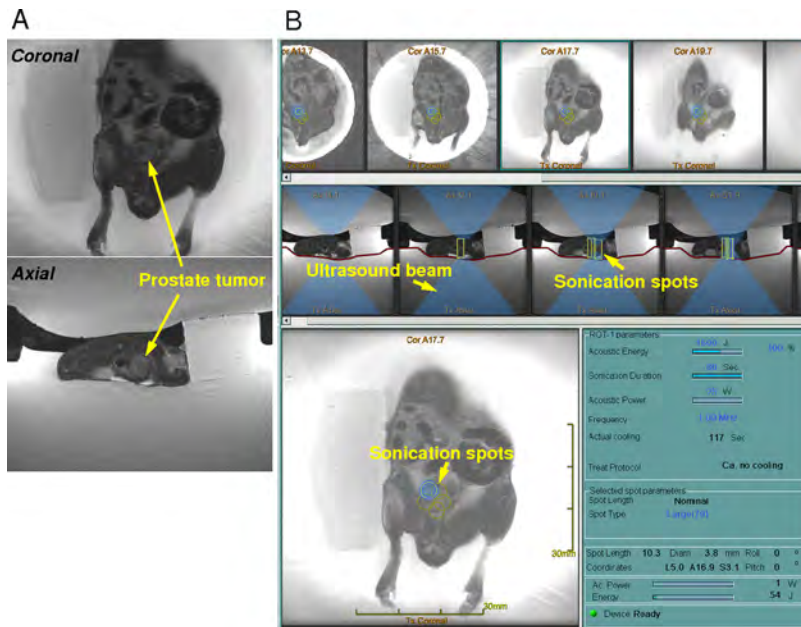 A
B
Coronal
Prostate tumor
Axial
Cor A13.7
Cor A15.7
Cor A17.7
Cor A19.7
Tx Coronal
Tx Coronal
Tx Coronal
Ultrasound beam
Sonication spots
Cor A17.7
Sonication spots
30mm
30mm
Tx Coronal
parameters
Acoustic Energy J %
Sonication Duration Sec
Acoustic Power W
Frequency MHz
Actual cooling 117 Sec
Treat Protocol Ca, no cooling
Selected spot parameters
Spot Length Nominal
Spot Type
Spot Length 10.3 Diam 3.8 mm Roll 0 °
Coordinates L5.0 A16.9 S3.1 Pitch 0 °
Ac. Power 1 W
Energy 54 J
Device Ready